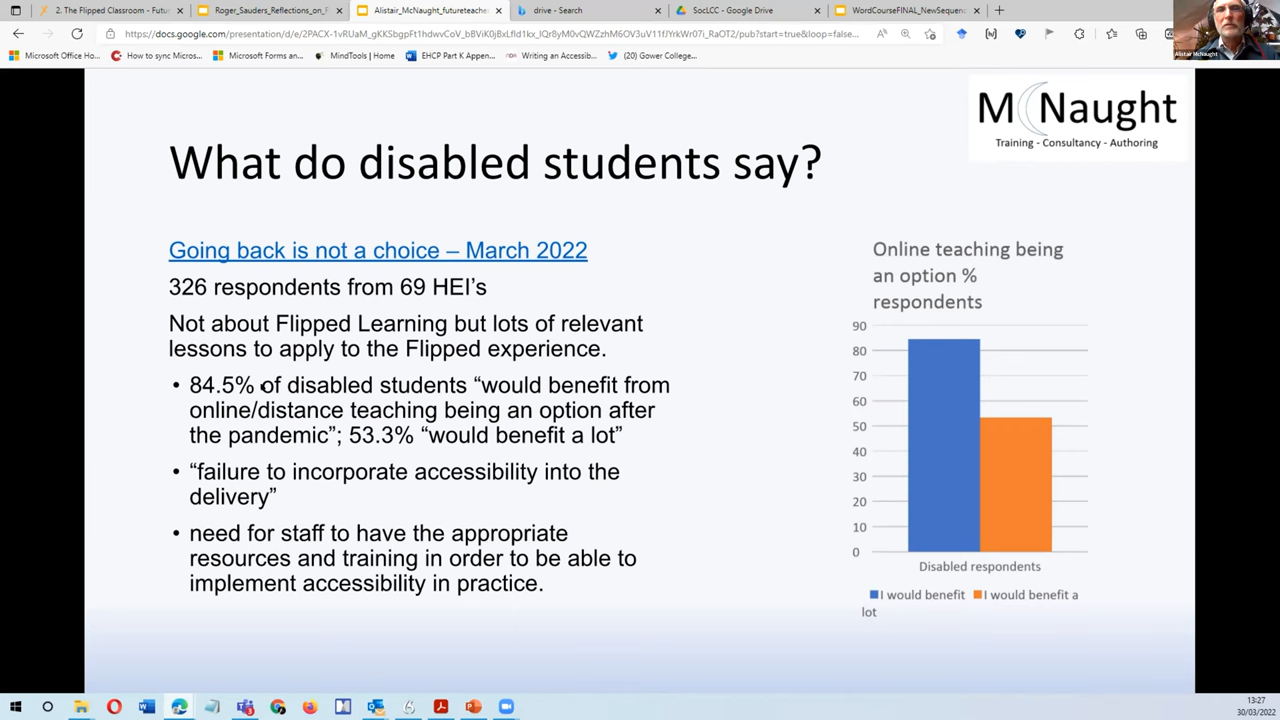 2. The Flipped Classroom - Futur
Roger_Sauders_Reflections_on_F
Alistair_McNaught_futureteache
drive - Search
SocLCC - Google Drive
WordCourseFINAL_NewSequenc
Alistair McNaught
Microsoft Office Ho...
How to sync Micros...
Microsoft Forms an...
MindTools | Home
EHCP Part K Appen...
Writing an Accessib...
(20) Gower College...
McNaught
Training - Consultancy - Authoring
What do disabled students say?
Going back is not a choice – March 2022
326 respondents from 69 HEI's
Not about Flipped Learning but lots of relevant
lessons to apply to the Flipped experience.
• 84.5% of disabled students “would benefit from
online/distance teaching being an option after
the pandemic”; 53.3% “would benefit a lot”
• “failure to incorporate accessibility into the
delivery”
• need for staff to have the appropriate
resources and training in order to be able to
implement accessibility in practice.
Online teaching being
an option %
respondents
90
80
70
60
50
40
30
20
10
0
Disabled respondents
I would benefit I would benefit a
lot
13:27
30/03/2022